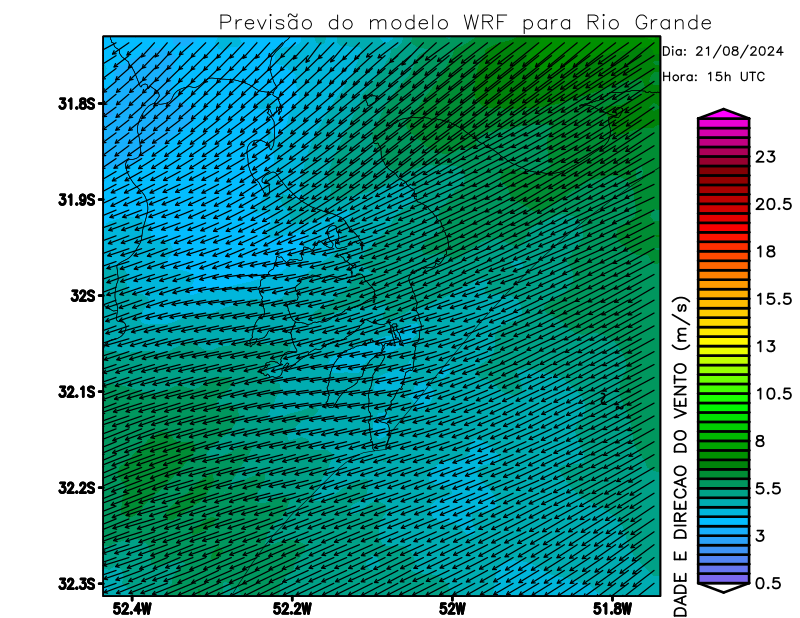 Previsão do modelo WRF para Rio Grande
Dia: 21/08/2024
Hora: 15h UTC
31.8S
31.9S
32S
32.1S
32.2S
32.3S
52.4W
52.2W
52W
51.8W
23
20.5
18
15.5
13
10.5
8
5.5
3
0.5
DADE E DIRECAO DO VENTO (m/s)